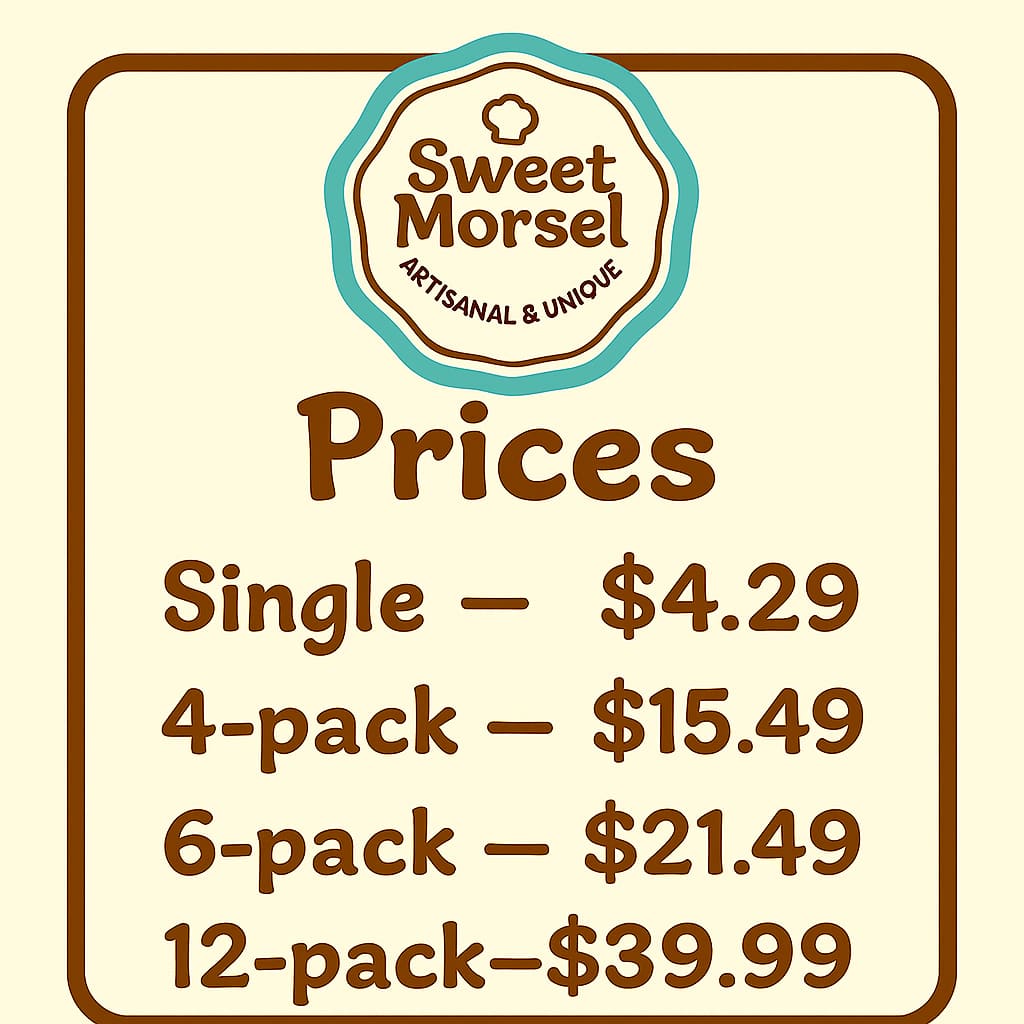 Sweet
Morsel
ARTISANAL & UNIQUE
Prices
Single — $4.29
4-pack — $15.49
6-pack — $21.49
12-pack—$39.99